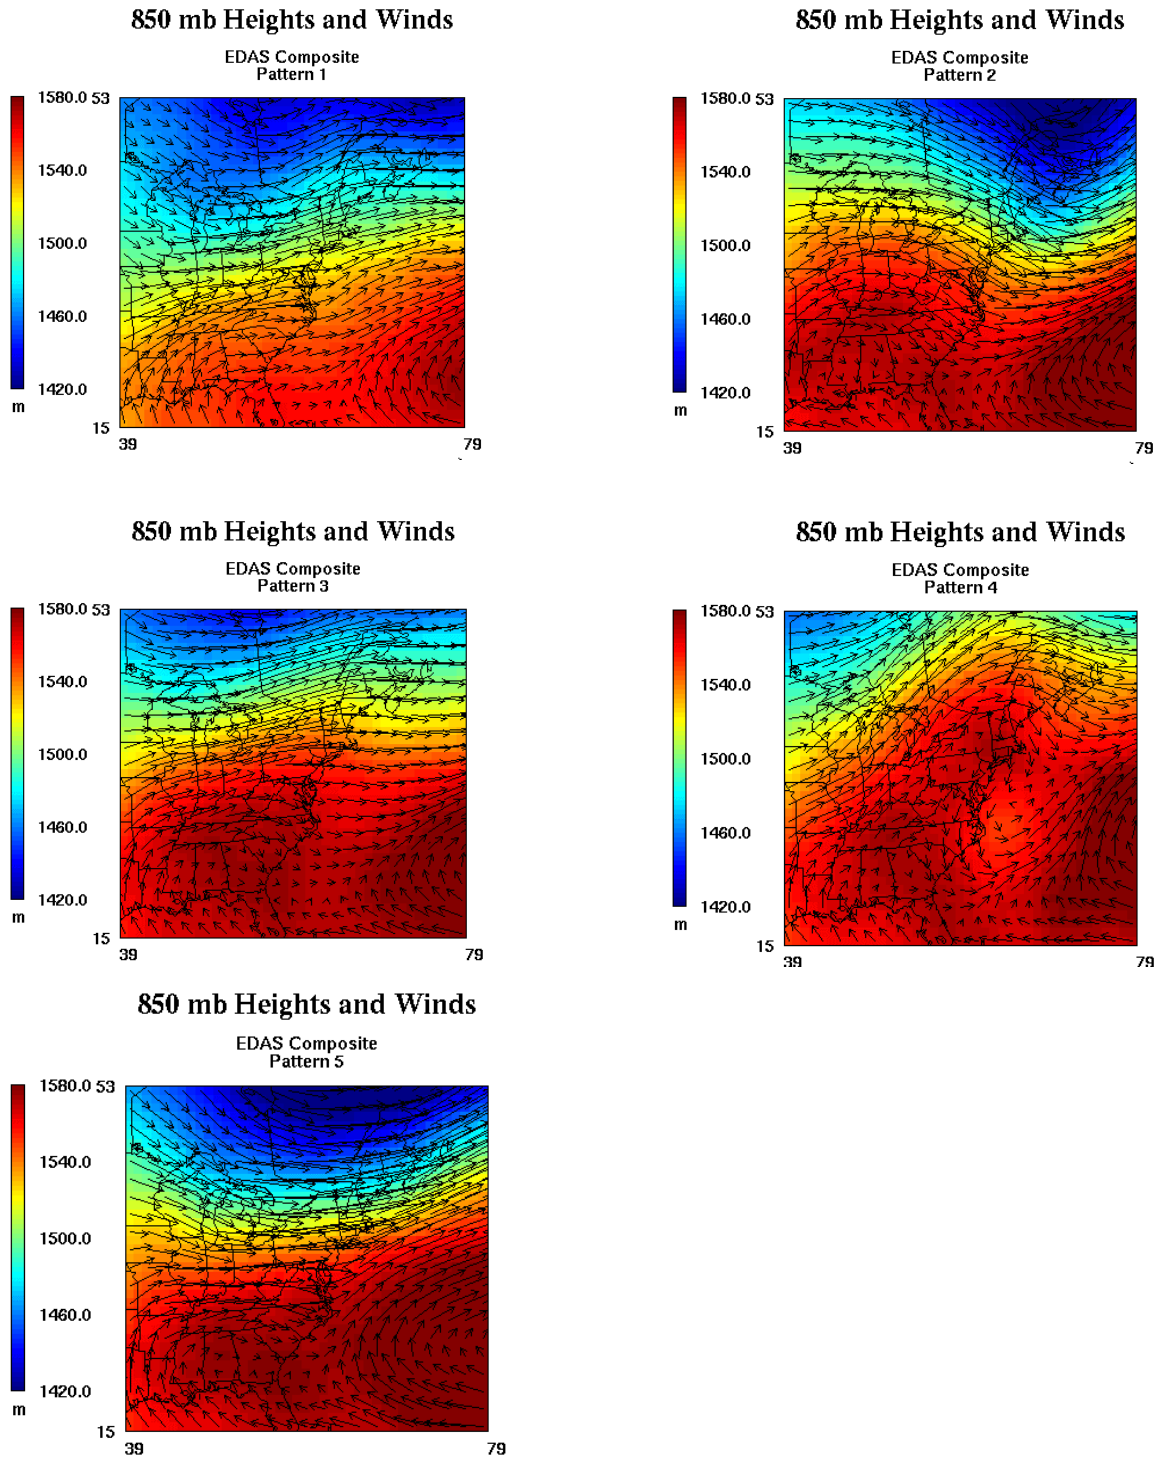 850 mb Heights and Winds
EDAS Composite
Pattern 1
1580.0
1540.0
1500.0
1460.0
1420.0
m
53
15
39
79
850 mb Heights and Winds
EDAS Composite
Pattern 2
1580.0
1540.0
1500.0
1460.0
1420.0
m
53
15
39
79
850 mb Heights and Winds
EDAS Composite
Pattern 3
1580.0
1540.0
1500.0
1460.0
1420.0
m
53
15
39
79
850 mb Heights and Winds
EDAS Composite
Pattern 4
1580.0
1540.0
1500.0
1460.0
1420.0
m
53
15
39
79
850 mb Heights and Winds
EDAS Composite
Pattern 5
1580.0
1540.0
1500.0
1460.0
1420.0
m
53
15
39
79